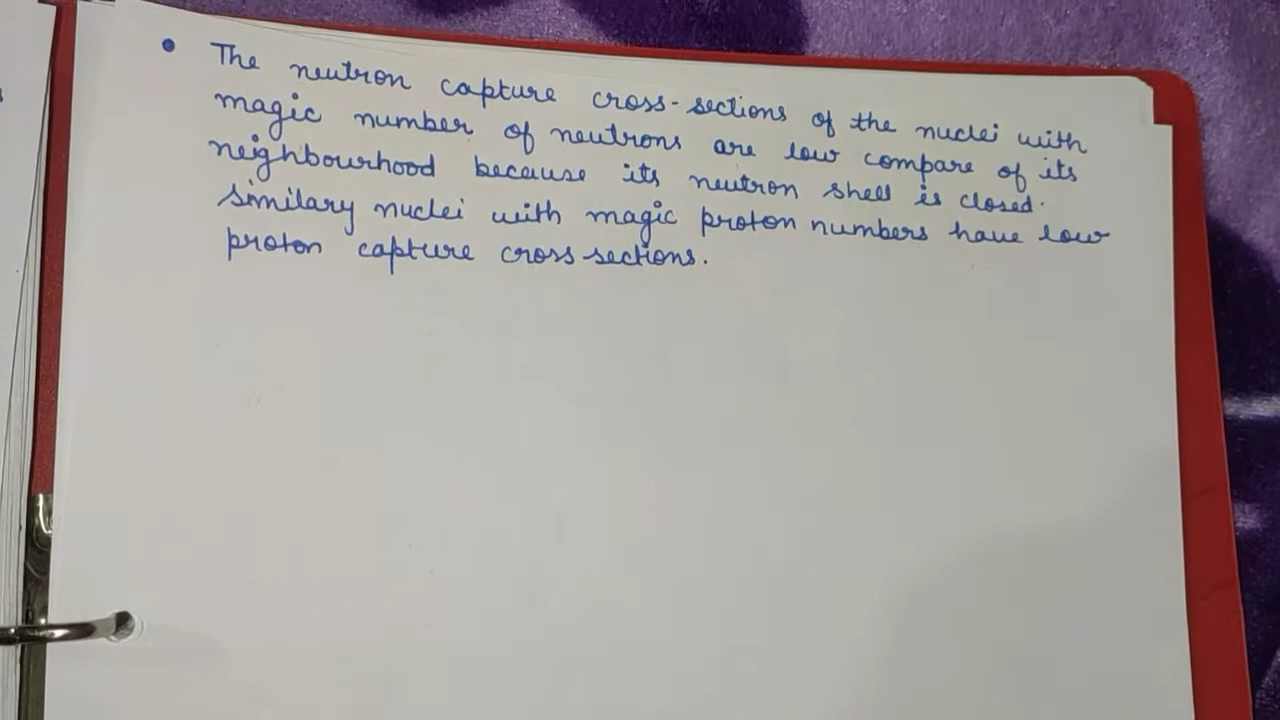 • The neutron capture cross-sections of the nuclei with
magic number of neutrons are low compare of its
neighbourhood because its neutron shell is closed.
similary nuclei with magic proton numbers have low
proton capture cross sections.